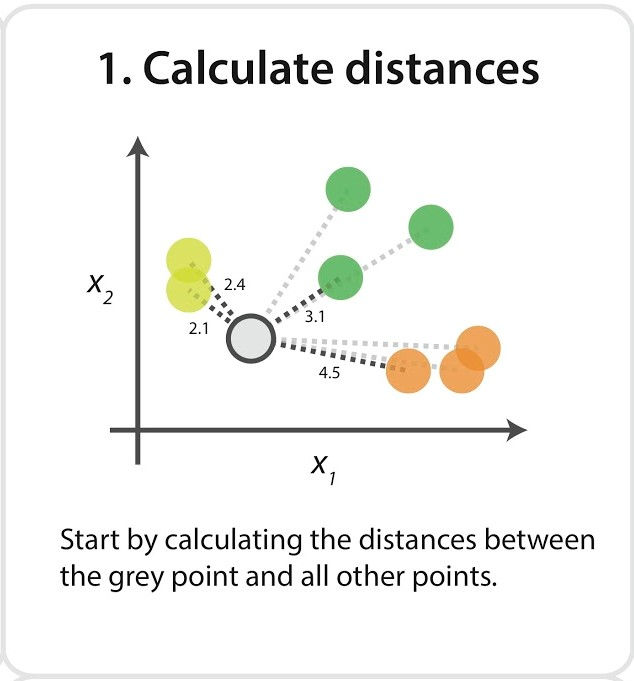 1. Calculate distances
x2
2.4
2.1
3.1
4.5
x1
Start by calculating the distances between
the grey point and all other points.